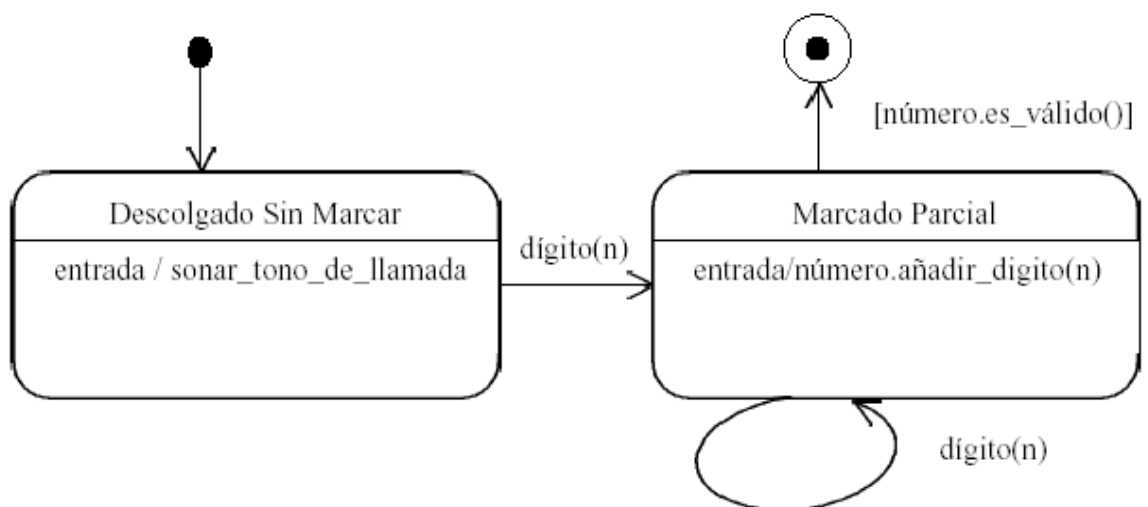 [número.es_válido()]
Descolgado Sin Marcar
entrada / sonar_tono_de_llamada
dígito(n)
Marcado Parcial
entrada/número.añadir_digito(n)
dígito(n)